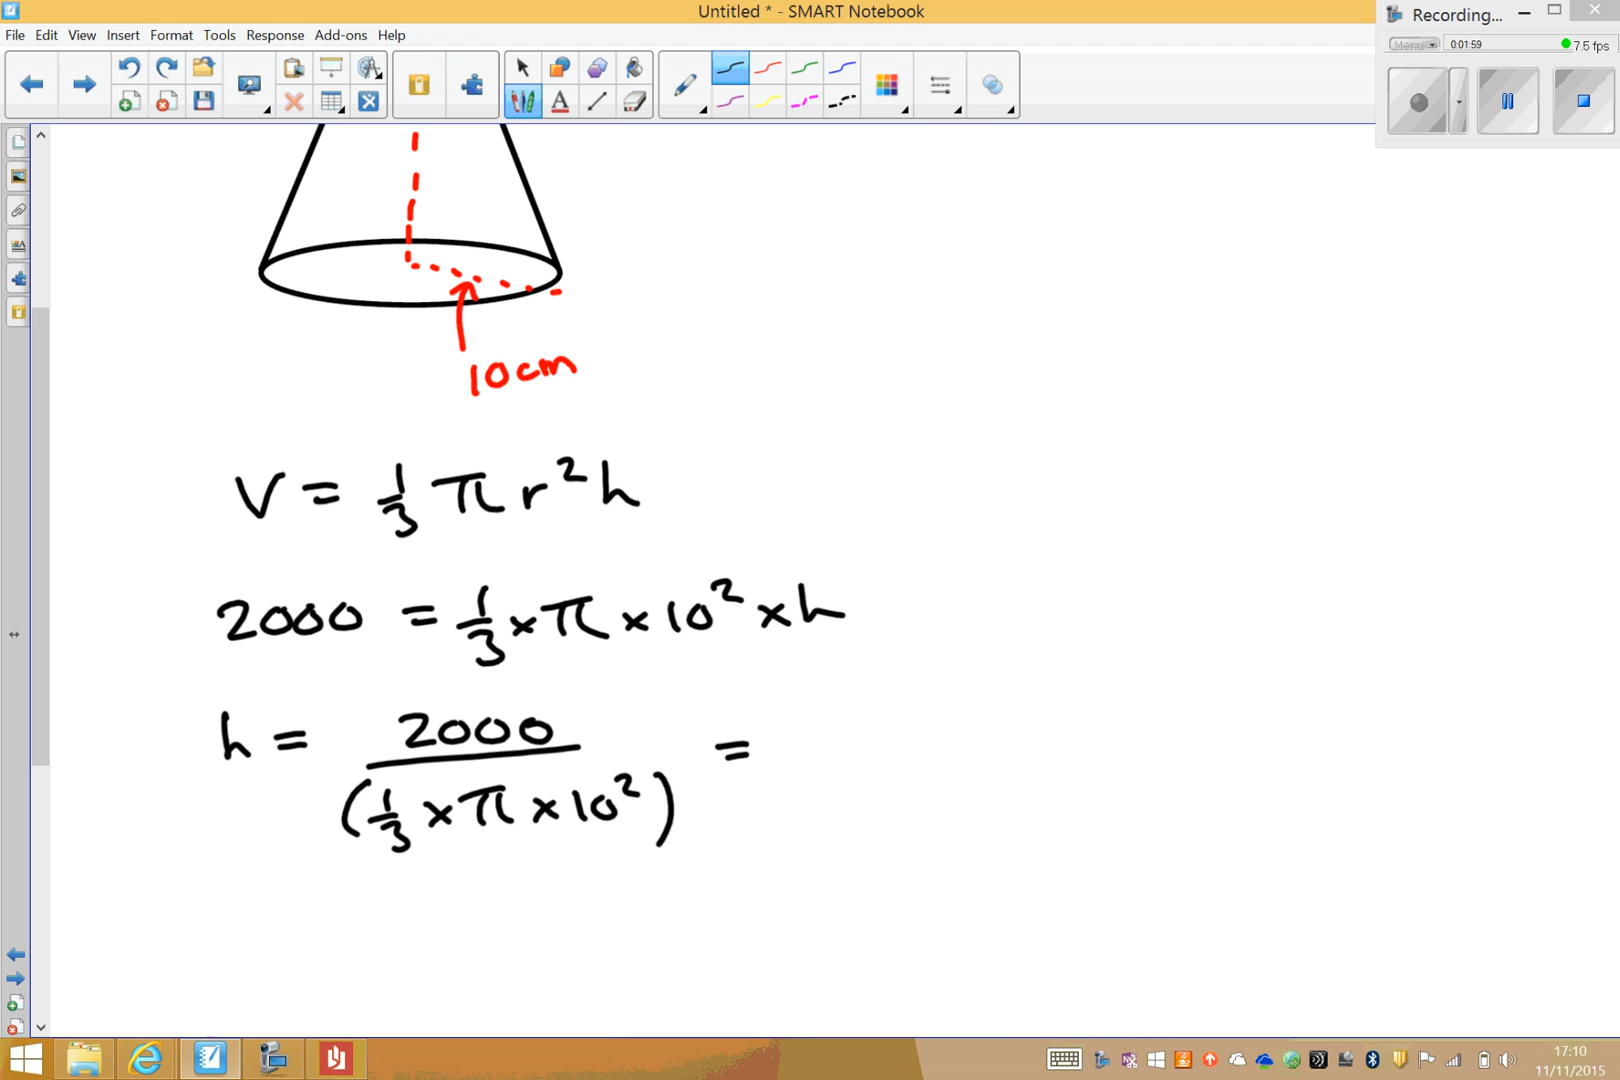 Untitled * - SMART Notebook
Recording...
File Edit View Insert Format Tools Response Add-ons Help
Menu 0:01:59 7.5 fps
10cm
V = 1/3 π r² h
2000 = 1/3 × π × 10² × h
h = 2000 / (1/3 × π × 10²) =
17:10
11/11/2015